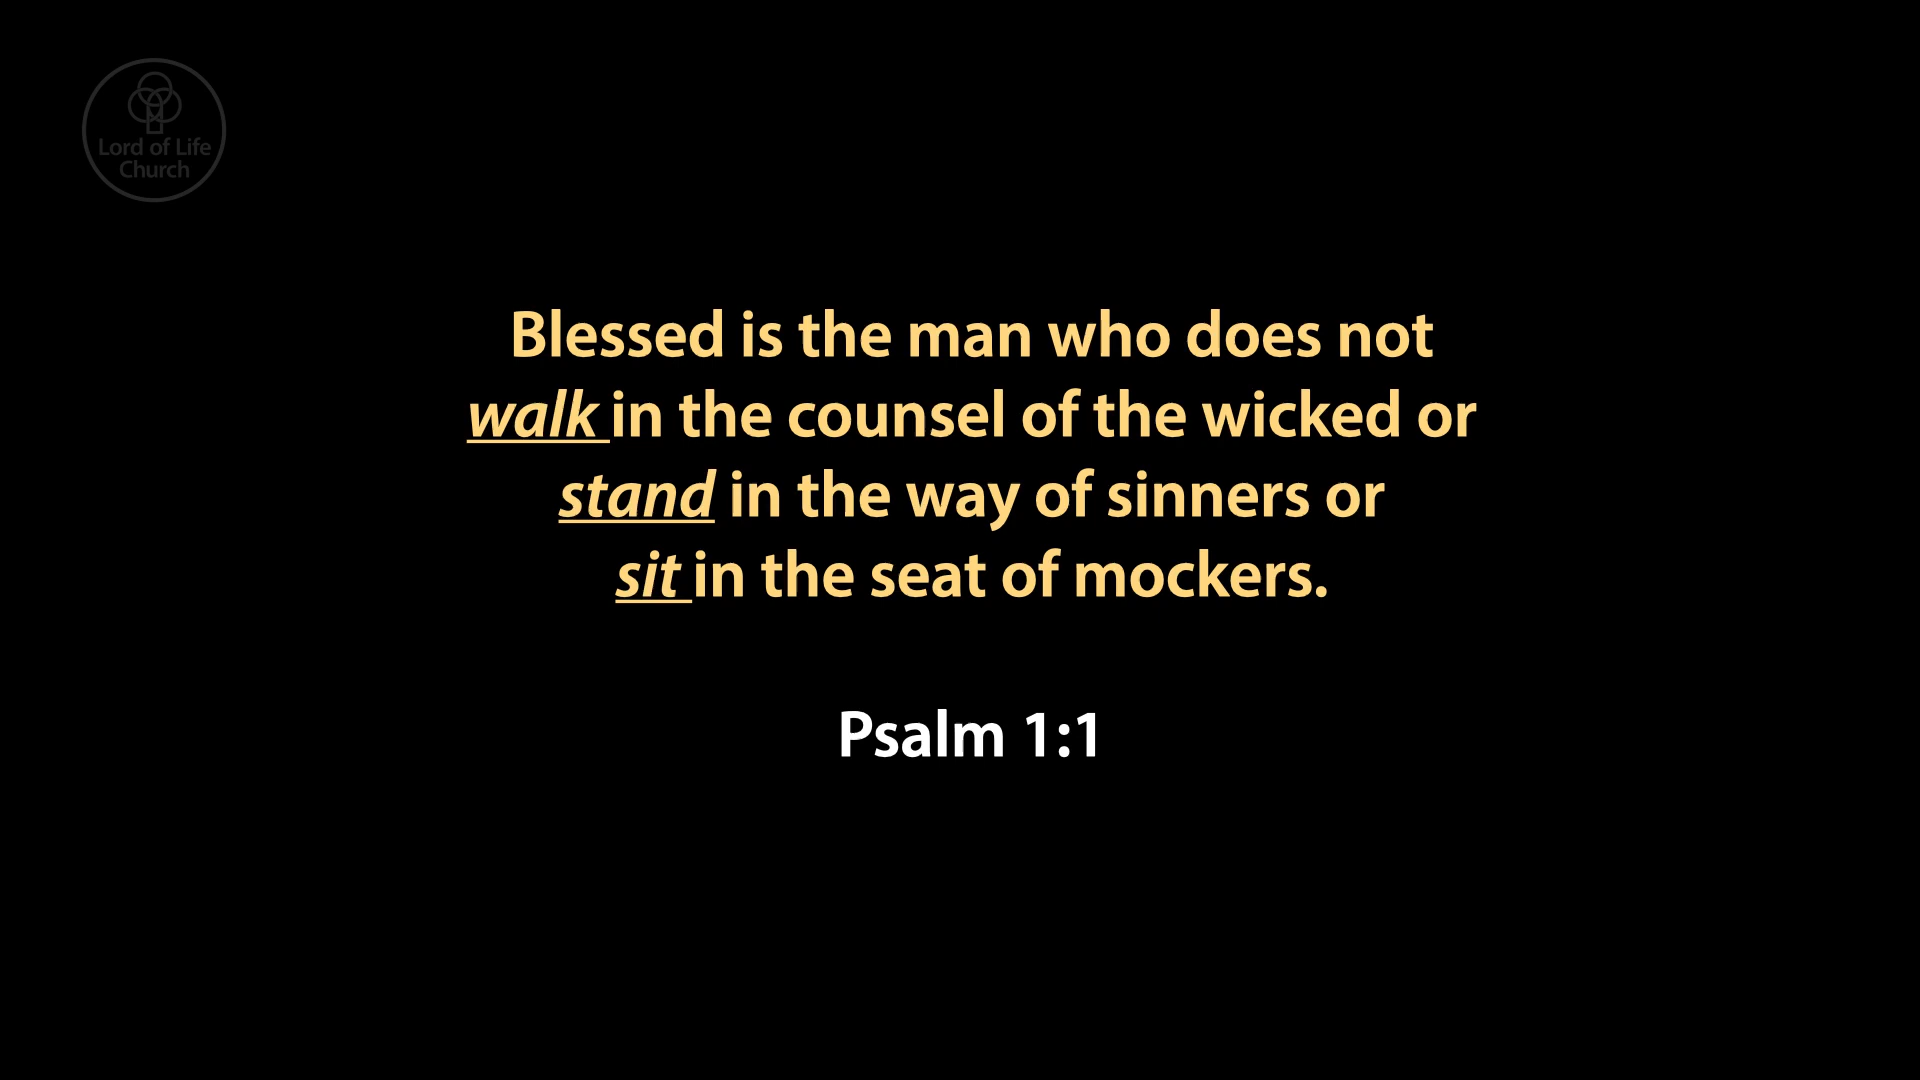 Lord of Life
Church
Blessed is the man who does not
walk in the counsel of the wicked or
stand in the way of sinners or
sit in the seat of mockers.
Psalm 1:1